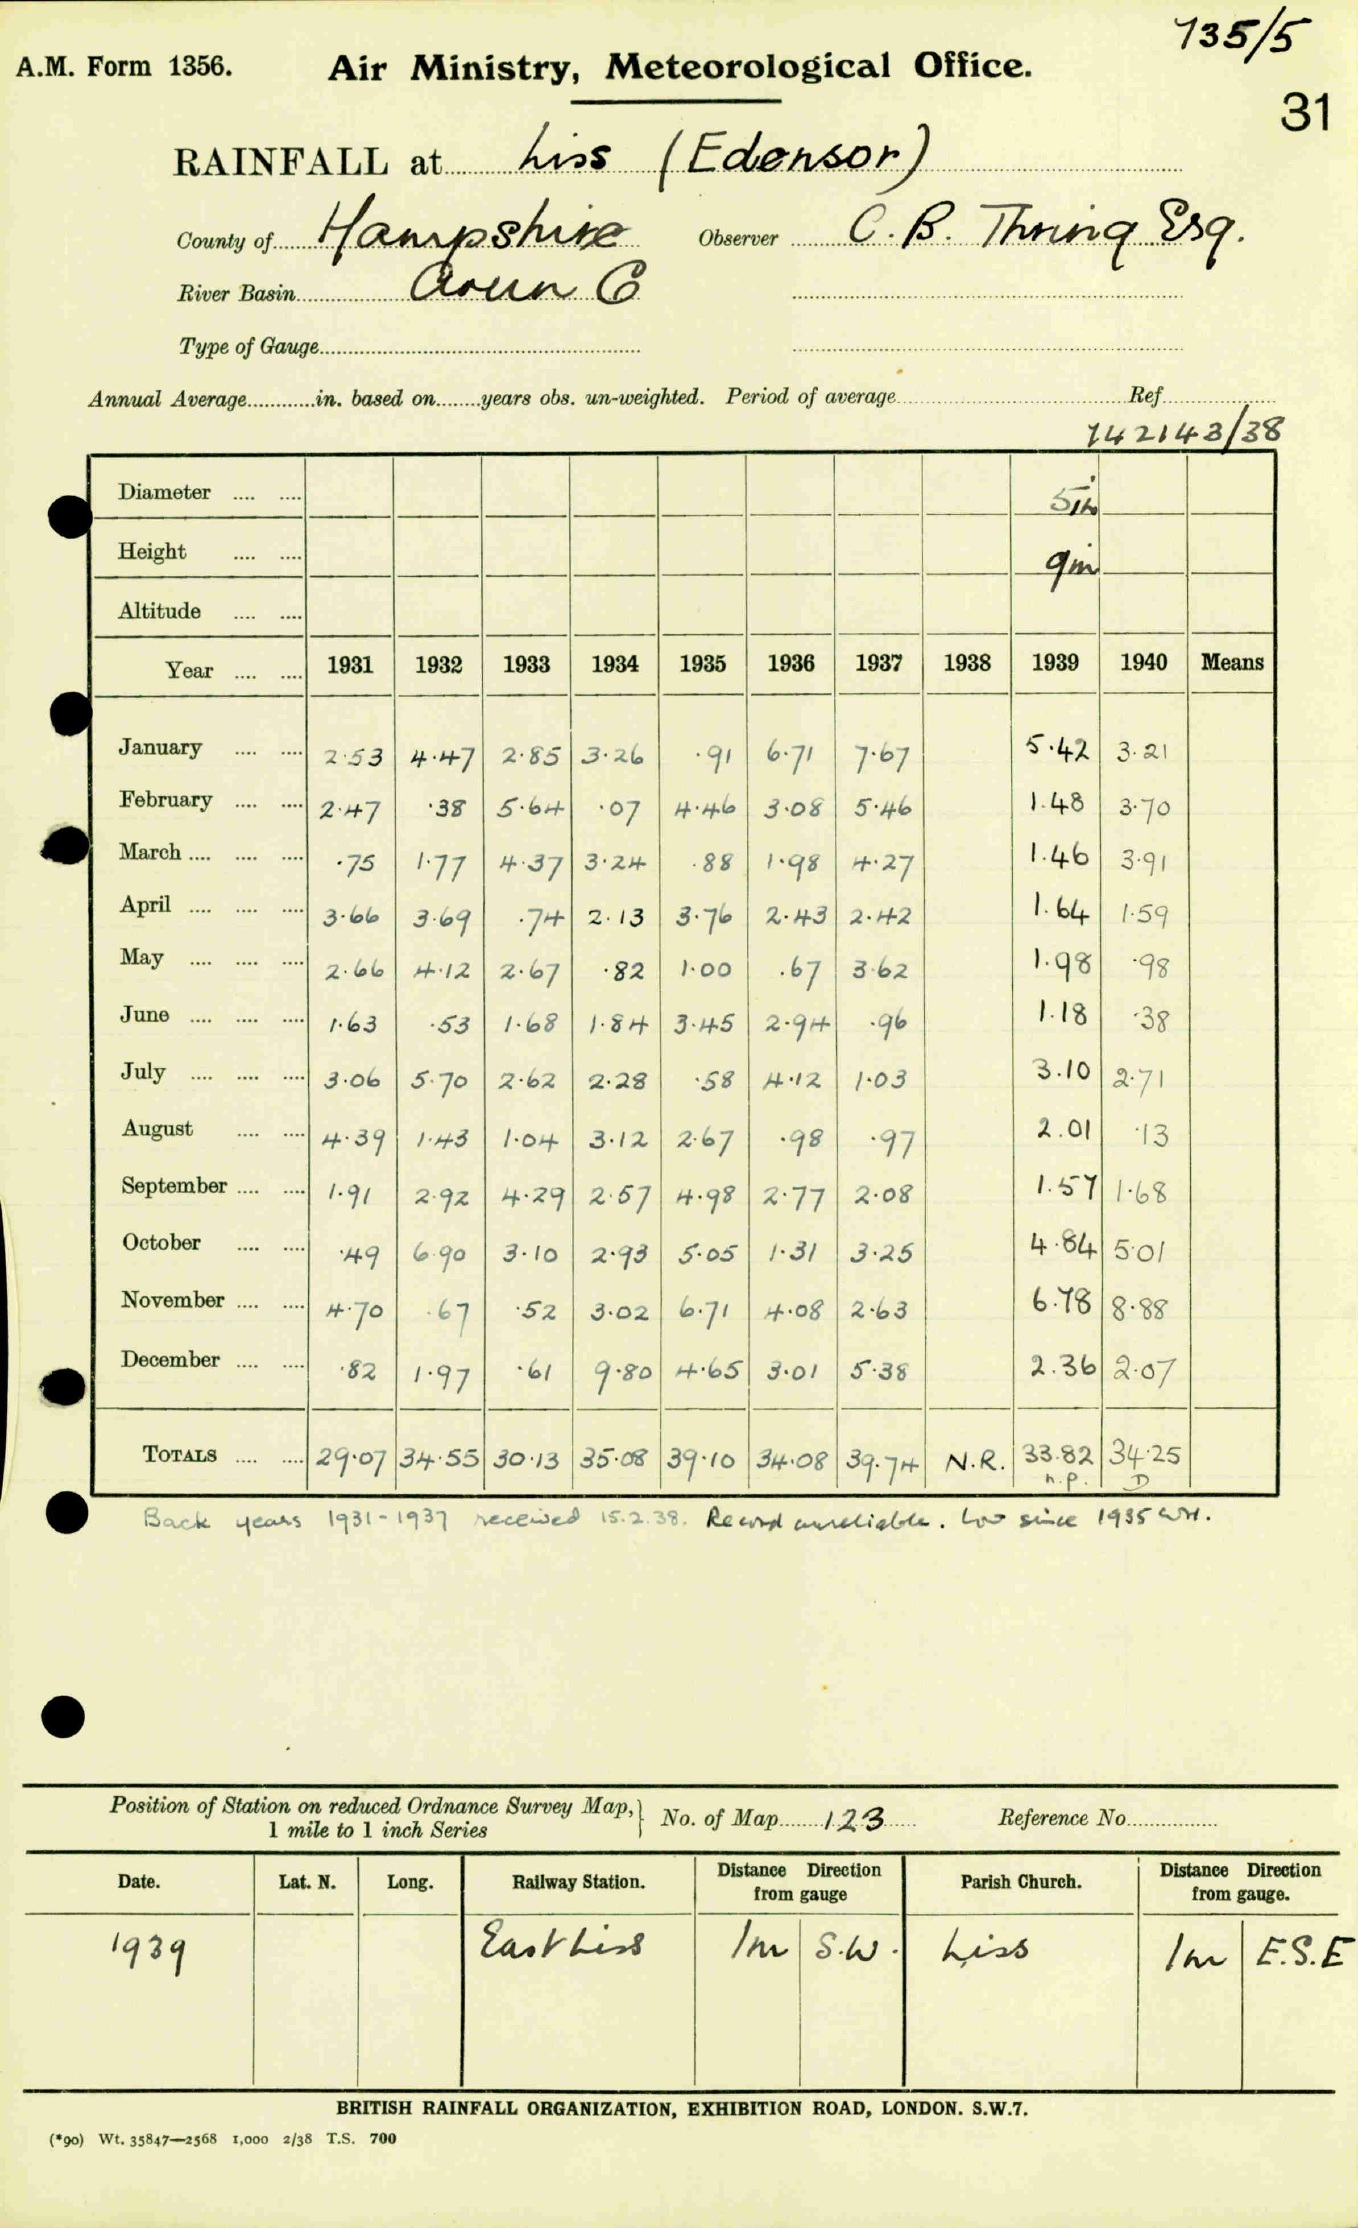 735/5
A.M. Form 1356. Air Ministry, Meteorological Office.
31
RAINFALL at Liss (Edensor)
County of Hampshire Observer C. B. Thring Esq.
River Basin Arun C
Type of Gauge
Annual Average in. based on years obs. un-weighted. Period of average Ref
742143/38
Diameter 5in
Height 9in
Altitude
Year 1931 1932 1933 1934 1935 1936 1937 1938 1939 1940 Means
January 2.53 4.47 2.85 3.26 .91 6.71 7.67 5.42 3.21
February 2.47 .38 5.64 .07 4.46 3.08 5.46 1.48 3.70
March .75 1.77 4.37 3.24 .88 1.98 4.27 1.46 3.91
April 3.66 3.69 .74 2.13 3.76 2.43 2.42 1.64 1.59
May 2.66 4.12 2.67 .82 1.00 .67 3.62 1.98 .98
June 1.63 .53 1.68 1.84 3.45 2.94 .96 1.18 .38
July 3.06 5.70 2.62 2.28 .58 4.12 1.03 3.10 2.71
August 4.39 1.43 1.04 3.12 2.67 .98 .97 2.01 .13
September 1.91 2.92 4.29 2.57 4.98 2.77 2.08 1.57 1.68
October .49 6.90 3.10 2.93 5.05 1.31 3.25 4.84 5.01
November 4.70 .67 .52 3.02 6.71 4.08 2.63 6.78 8.88
December .82 1.97 .61 9.80 4.65 3.01 5.38 2.36 2.07
TOTALS 29.07 34.55 30.13 35.08 39.10 34.08 39.74 N.R. 33.82 34.25
n.p. D
Back years 1931-1937 received 15.2.38. Record unreliable. Low since 1935 WH.
Position of Station on reduced Ordnance Survey Map,} No. of Map 123 Reference No
1 mile to 1 inch Series
Date. Lat. N. Long. Railway Station. Distance Direction from gauge Parish Church. Distance Direction from gauge.
1939 East Liss 1m S.W. Liss 1m E.S.E
BRITISH RAINFALL ORGANIZATION, EXHIBITION ROAD, LONDON. S.W.7.
(*90) Wt. 35847—2568 1,000 2/38 T.S. 700